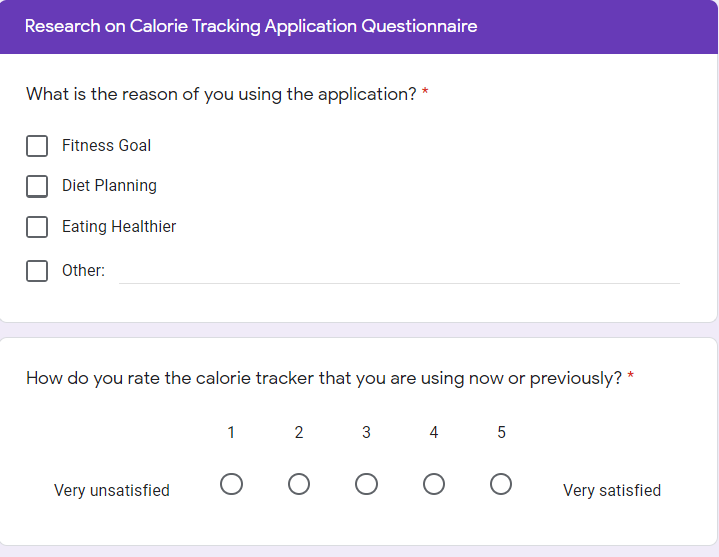 Research on Calorie Tracking Application Questionnaire
What is the reason of you using the application? *
Fitness Goal
Diet Planning
Eating Healthier
Other:
How do you rate the calorie tracker that you are using now or previously? *
1 2 3 4 5
Very unsatisfied Very satisfied